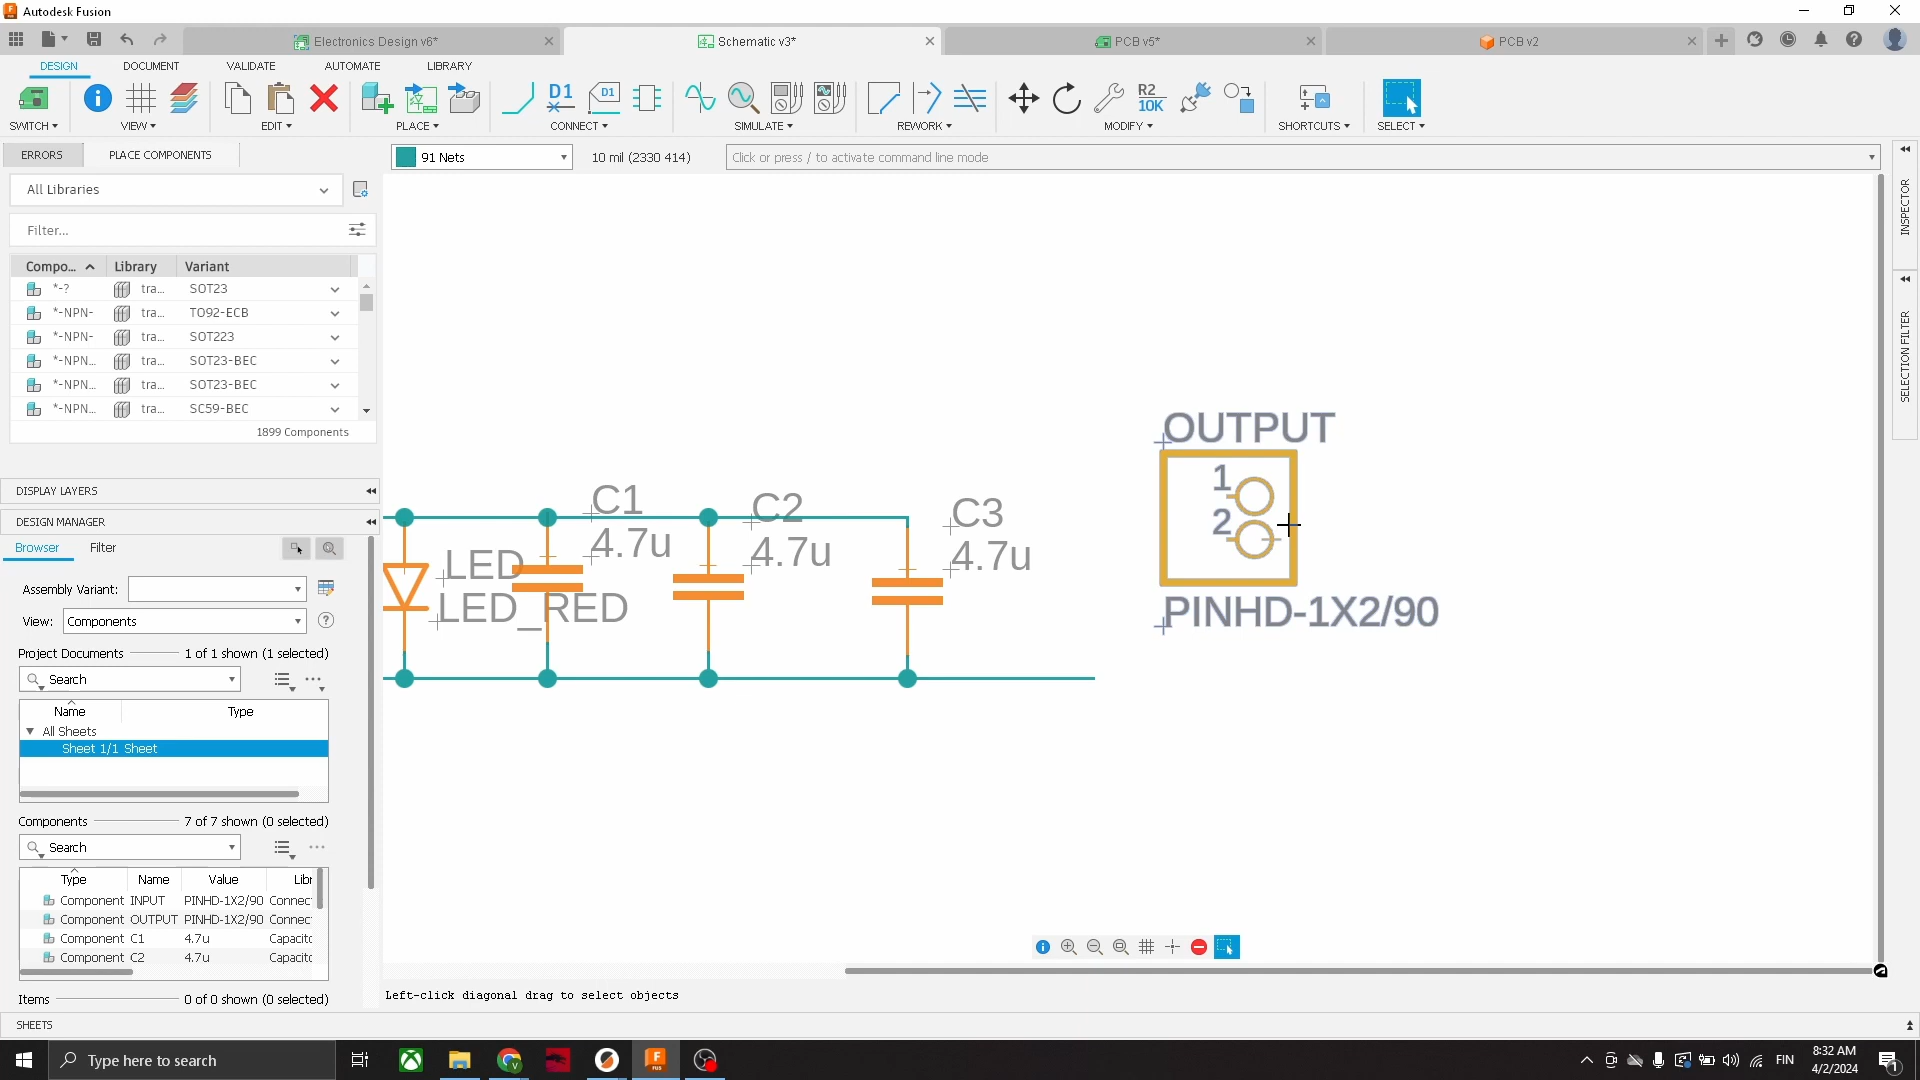 Autodesk Fusion
Electronics Design v6*
Schematic v3*
PCB v5*
PCB v2
DESIGN
DOCUMENT
VALIDATE
AUTOMATE
LIBRARY
D1
D1
R2
10K
SWITCH
VIEW
EDIT
PLACE
CONNECT
SIMULATE
REWORK
MODIFY
SHORTCUTS
SELECT
ERRORS
PLACE COMPONENTS
91 Nets
10 mil (2330 414)
Click or press / to activate command line mode
All Libraries
Filter...
Compo...
Library
Variant
*-?
tra...
SOT23
*-NPN-
tra...
TO92-ECB
*-NPN-
tra...
SOT223
*-NPN...
tra...
SOT23-BEC
*-NPN...
tra...
SOT23-BEC
*-NPN...
tra...
SC59-BEC
1899 Components
INSPECTOR
SELECTION FILTER
DISPLAY LAYERS
DESIGN MANAGER
Browser
Filter
Assembly Variant:
View:
Components
?
Project Documents
1 of 1 shown (1 selected)
Search
Name
Type
All Sheets
Sheet 1/1
Sheet
Components
7 of 7 shown (0 selected)
Search
Type
Name
Value
Libr
Component
INPUT
PINHD-1X2/90
Connec
Component
OUTPUT
PINHD-1X2/90
Connec
Component
C1
4.7u
Capacito
Component
C2
4.7u
Capacito
Items
0 of 0 shown (0 selected)
LED
LED_RED
C1
4.7u
C2
4.7u
C3
4.7u
OUTPUT
1
2
PINHD-1X2/90
Left-click diagonal drag to select objects
SHEETS
Type here to search
FIN
8:32 AM
4/2/2024
1